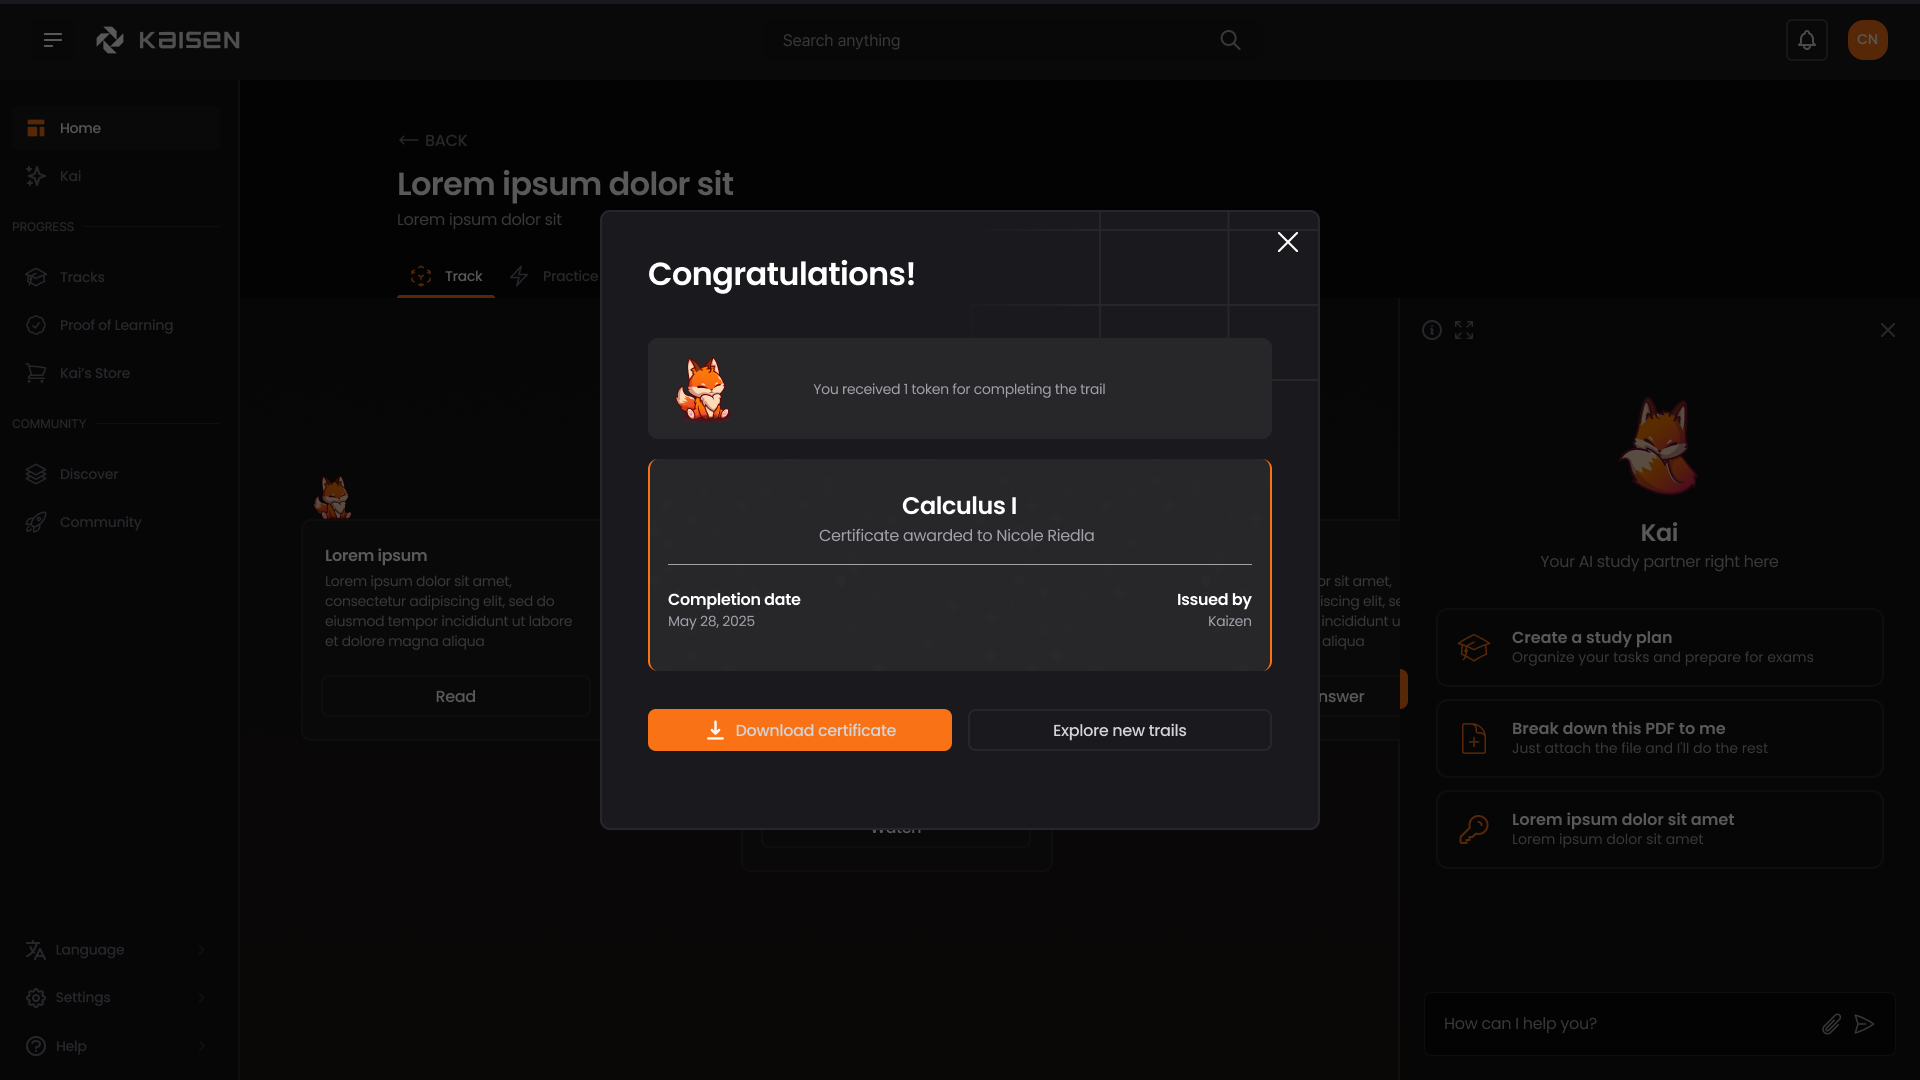 KAISEN
Search anything
CN
Home
Kai
PROGRESS
Tracks
Proof of Learning
Kai's Store
COMMUNITY
Discover
Community
Language
Settings
Help
BACK
Lorem ipsum dolor sit
Lorem ipsum dolor sit
Track
Practice
Lorem ipsum
Lorem ipsum dolor sit amet,
consectetur adipiscing elit, sed do
eiusmod tempor incididunt ut labore
et dolore magna aliqua
Read
Congratulations!
You received 1 token for completing the trail
Calculus I
Certificate awarded to Nicole Riedla
Completion date
May 28, 2025
Issued by
Kaizen
Download certificate
Explore new trails
Watch
or sit amet,
iscing elit, se
incididunt u
aliqua
nswer
Kai
Your AI study partner right here
Create a study plan
Organize your tasks and prepare for exams
Break down this PDF to me
Just attach the file and I'll do the rest
Lorem ipsum dolor sit amet
Lorem ipsum dolor sit amet
How can I help you?